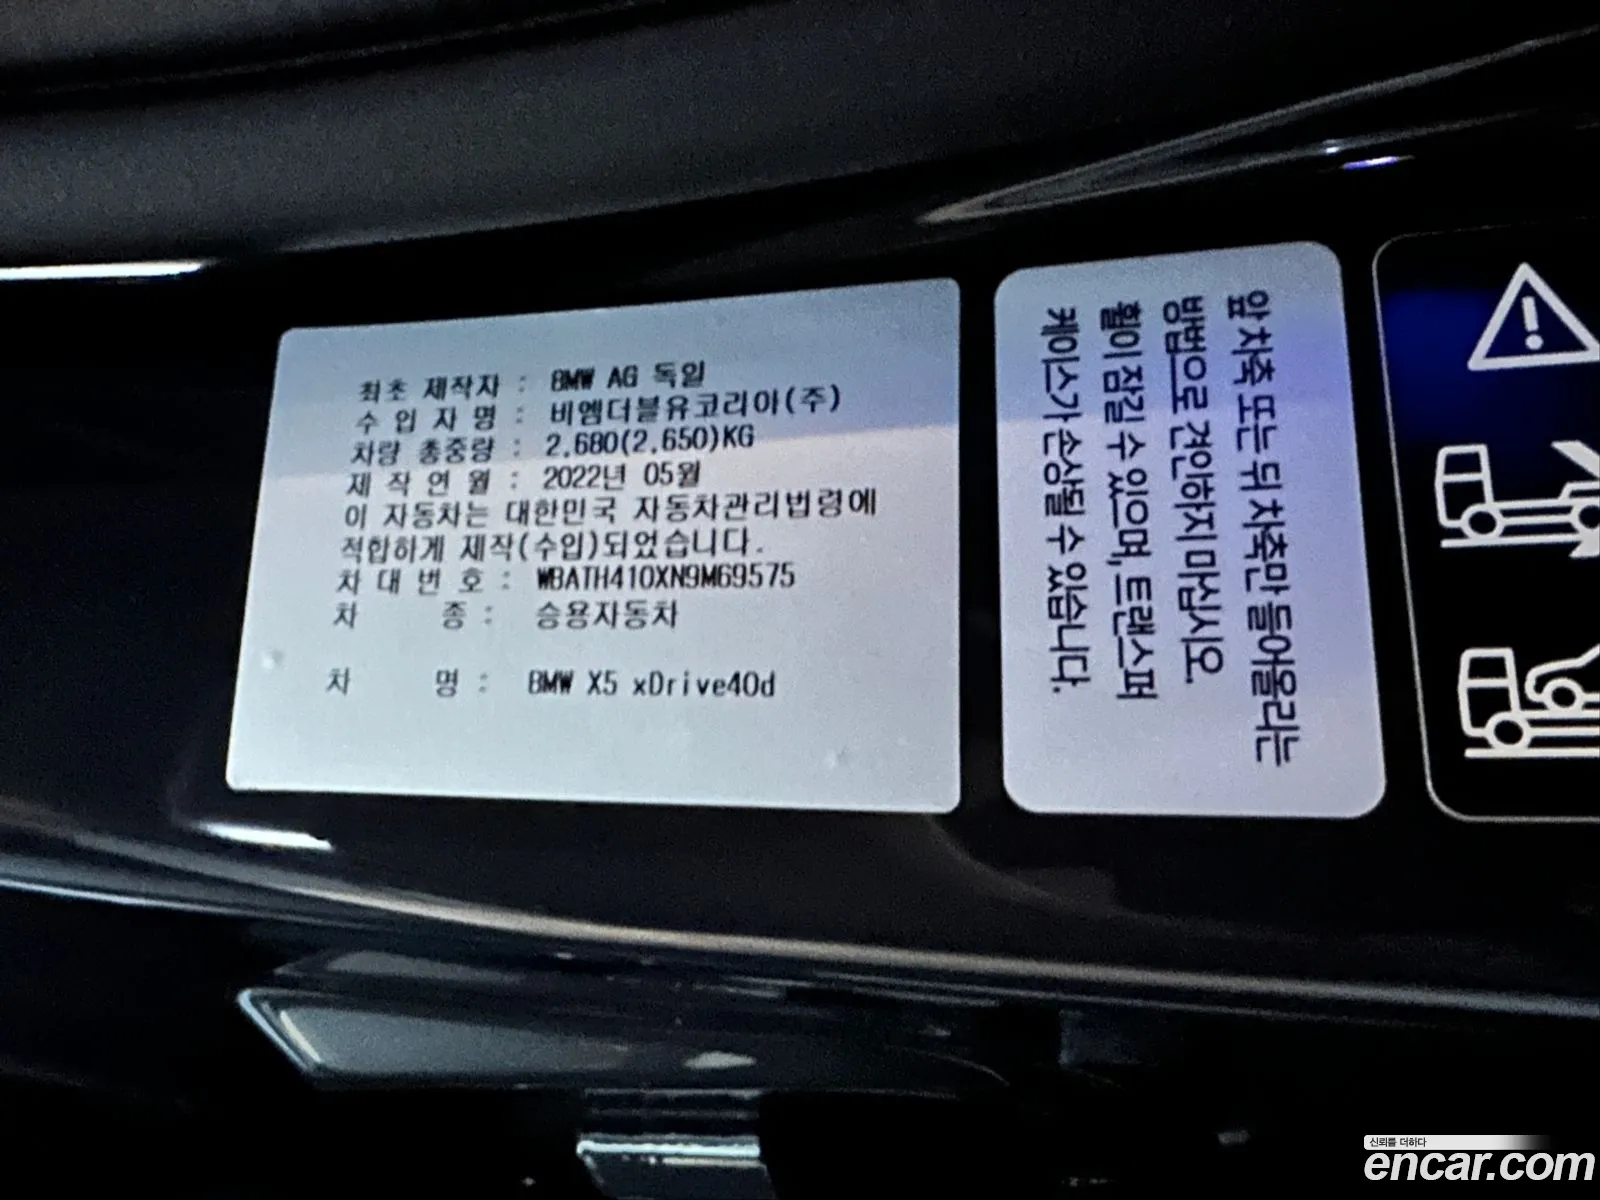 최초 제작자 : BMW AG 독일
수 입 자 명 : 비엠더블유코리아(주)
차량 총중량 : 2,680(2,650)KG
제 작 연 월 : 2022년 05월
이 자동차는 대한민국 자동차관리법령에
적합하게 제작(수입)되었습니다.
차 대 번 호 : WBATH410XN9M69575
차 종 : 승용자동차
차 명 : BMW X5 xDrive40d
앞 차축 또는 뒤 차축만 들어올리는
방법으로 견인하지 마십시오.
휠이 잠길 수 있으며, 트랜스퍼
케이스가 손상될 수 있습니다.
신뢰를 더하다
encar.com